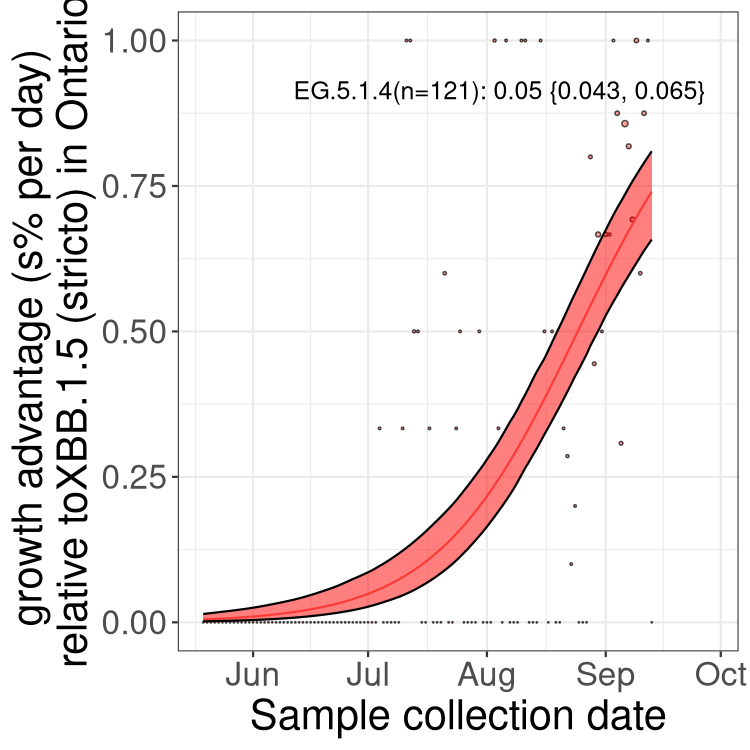 growth advantage (s% per day)
relative toXBB.1.5 (stricto) in Ontario
1.00
0.75
0.50
0.25
0.00
EG.5.1.4(n=121): 0.05 {0.043, 0.065}
Jun Jul Aug Sep Oct
Sample collection date